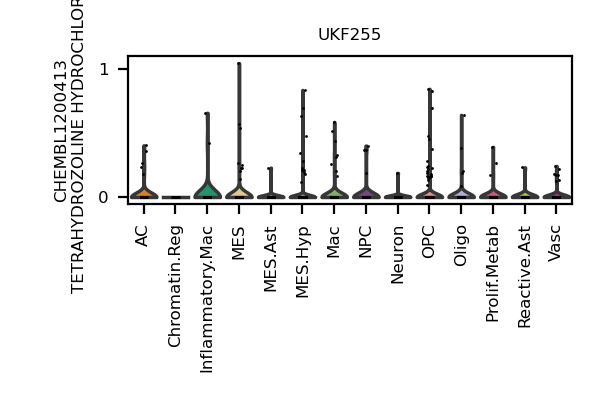 UKF255
CHEMBL1200413
TETRAHYDROZOLINE HYDROCHLOR
1
0
AC
Chromatin.Reg
Inflammatory.Mac
MES
MES.Ast
MES.Hyp
Mac
NPC
Neuron
OPC
Oligo
Prolif.Metab
Reactive.Ast
Vasc